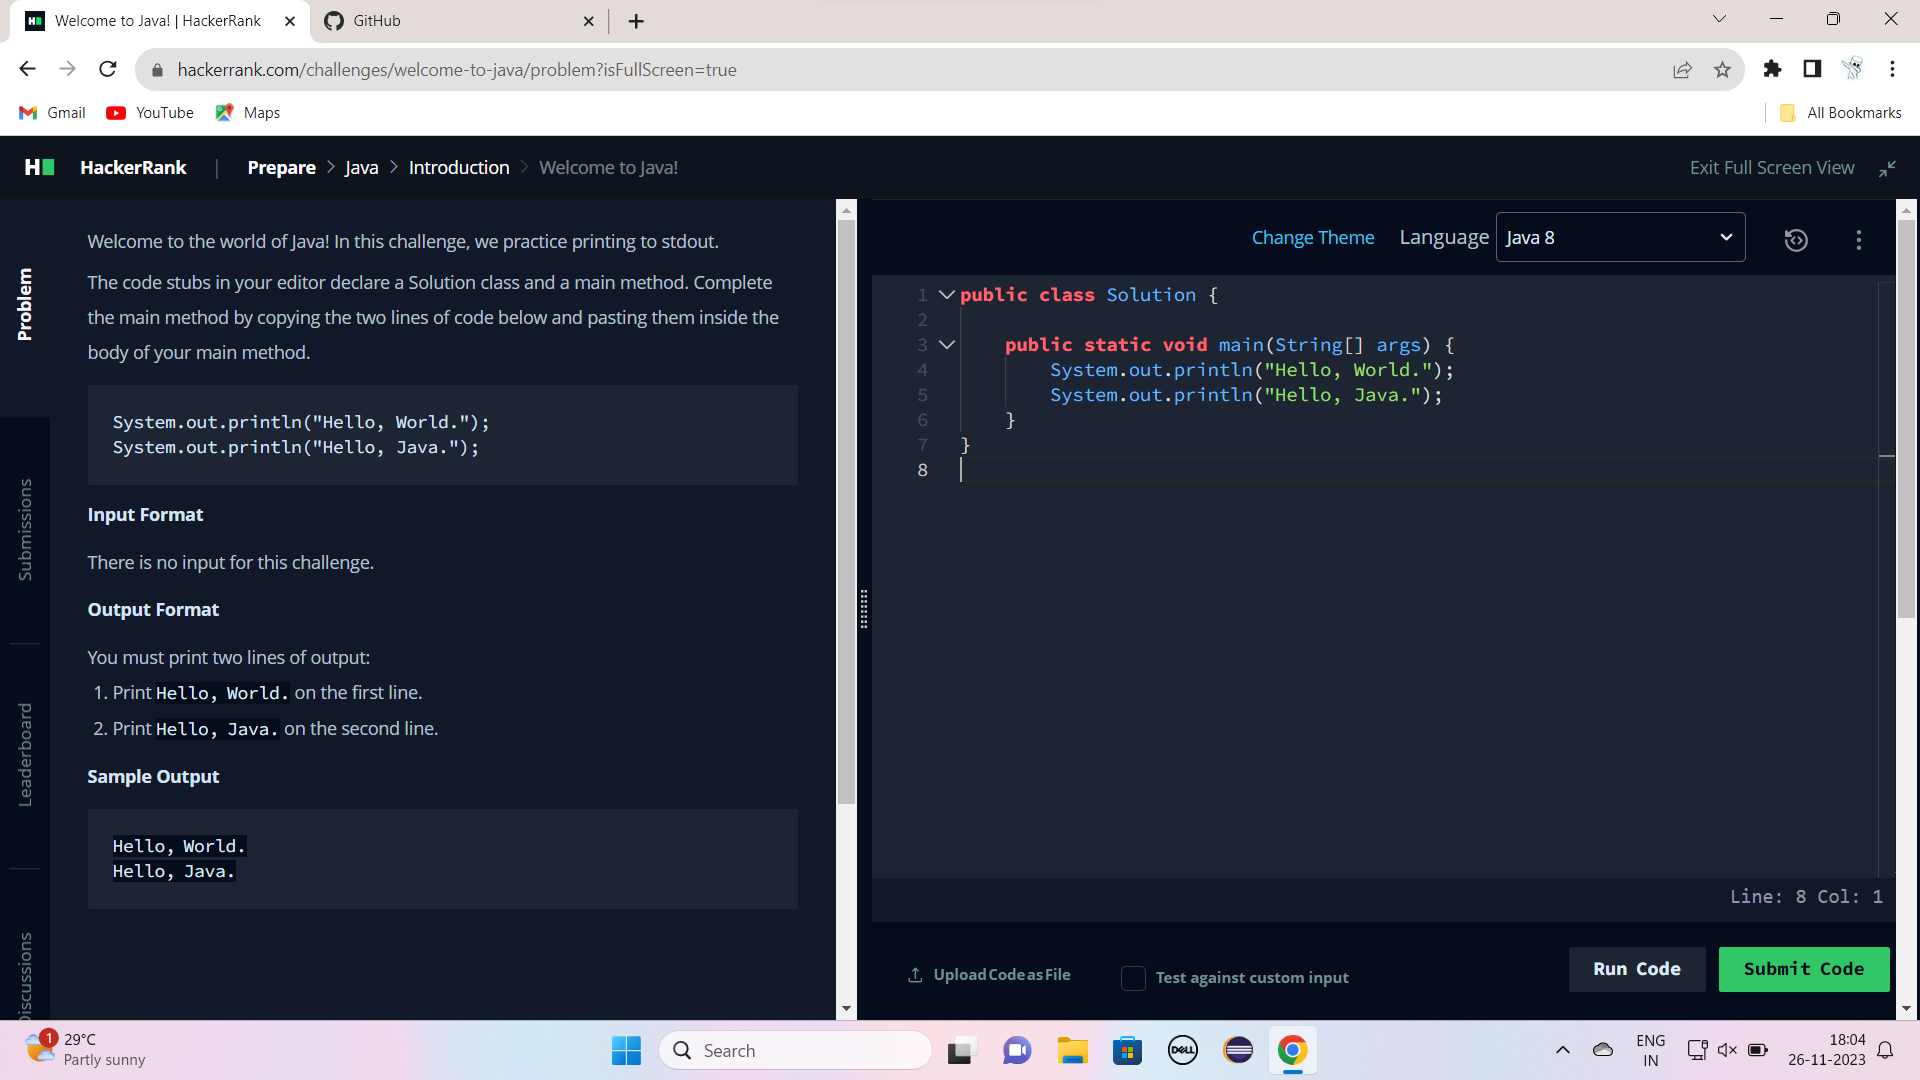 Welcome to Java! | HackerRank
GitHub
hackerrank.com/challenges/welcome-to-java/problem?isFullScreen=true
Gmail
YouTube
Maps
All Bookmarks
H
HackerRank
Prepare
Java
Introduction
Welcome to Java!
Exit Full Screen View
Problem
Submissions
Leaderboard
Discussions
Welcome to the world of Java! In this challenge, we practice printing to stdout.
The code stubs in your editor declare a Solution class and a main method. Complete
the main method by copying the two lines of code below and pasting them inside the
body of your main method.
System.out.println("Hello, World.");
System.out.println("Hello, Java.");
Input Format
There is no input for this challenge.
Output Format
You must print two lines of output:
1. Print Hello, World. on the first line.
2. Print Hello, Java. on the second line.
Sample Output
Hello, World.
Hello, Java.
Change Theme
Language
Java 8
1 public class Solution {
2
3 public static void main(String[] args) {
4 System.out.println("Hello, World.");
5 System.out.println("Hello, Java.");
6 }
7 }
8
Line: 8 Col: 1
Upload Code as File
Test against custom input
Run Code
Submit Code
1
29°C
Partly sunny
Search
DELL
ENG
IN
18:04
26-11-2023